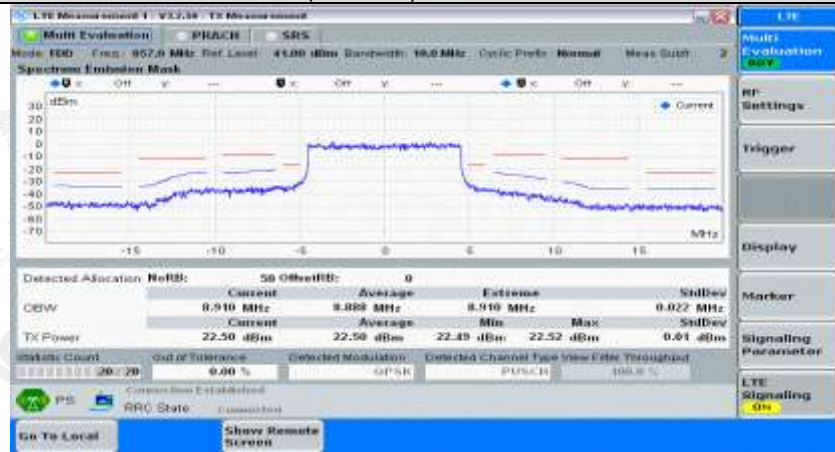 LTE Measurement 1 - V3.2.50 - TX Measurement
LTE
Multi Evaluation PRACH SRS
Multi
Evaluation
RDY
Mode: FDD Freq.: 857.0 MHz Ref. Level: 41.00 dBm Bandwidth: 10.0 MHz Cyclic Prefix: Normal Meas Subfr.: 2
Spectrum Emission Mask
x: Off y: --- x: Off y: --- x: Off y: ---
30 dBm
Current
20
10
0
-10
-20
-30
-40
-50
-60
-70
MHz
-15 -10 -5 0 5 10 15
RF
Settings
Trigger
Display
Marker
Signaling
Parameter
LTE
Signaling
ON
Detected Allocation NoRB: 50 OffsetRB: 0
Current Average Extreme StdDev
OBW 8.910 MHz 8.888 MHz 8.910 MHz 0.022 MHz
Current Average Min Max StdDev
TX Power 22.50 dBm 22.50 dBm 22.49 dBm 22.52 dBm 0.01 dBm
Statistic Count Out of Tolerance Detected Modulation Detected Channel Type View Filter Throughput
20/ 20 0.00 % QPSK PUSCH 100.0 %
PS Connection Established
RRC State Connected
Go To Local Show Remote
Screen